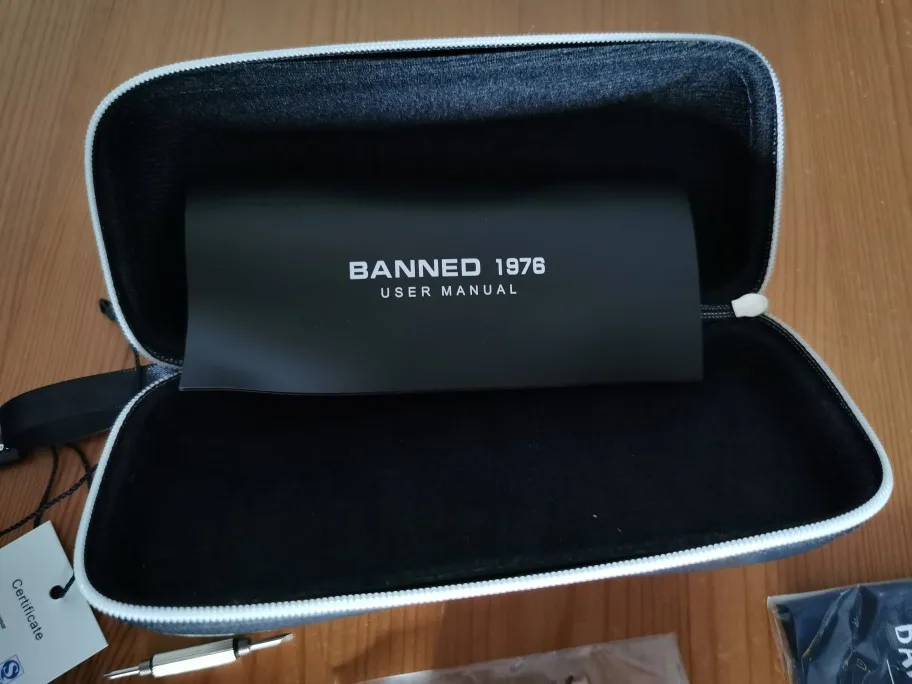 BANNED 1976
USER MANUAL
Certificate